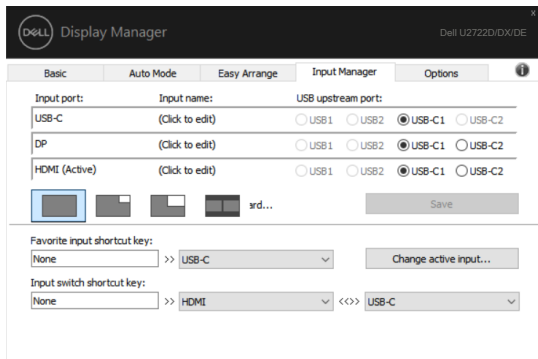 x
DELL Display Manager Dell U2722D/DX/DE
Basic Auto Mode Easy Arrange Input Manager Options i
Input port: Input name: USB upstream port:
USB-C (Click to edit) USB1 USB2 USB-C1 USB-C2
DP (Click to edit) USB1 USB2 USB-C1 USB-C2
HDMI (Active) (Click to edit) USB1 USB2 USB-C1 USB-C2
ard... Save
Favorite input shortcut key:
None >> USB-C Change active input...
Input switch shortcut key:
None >> HDMI <<>> USB-C